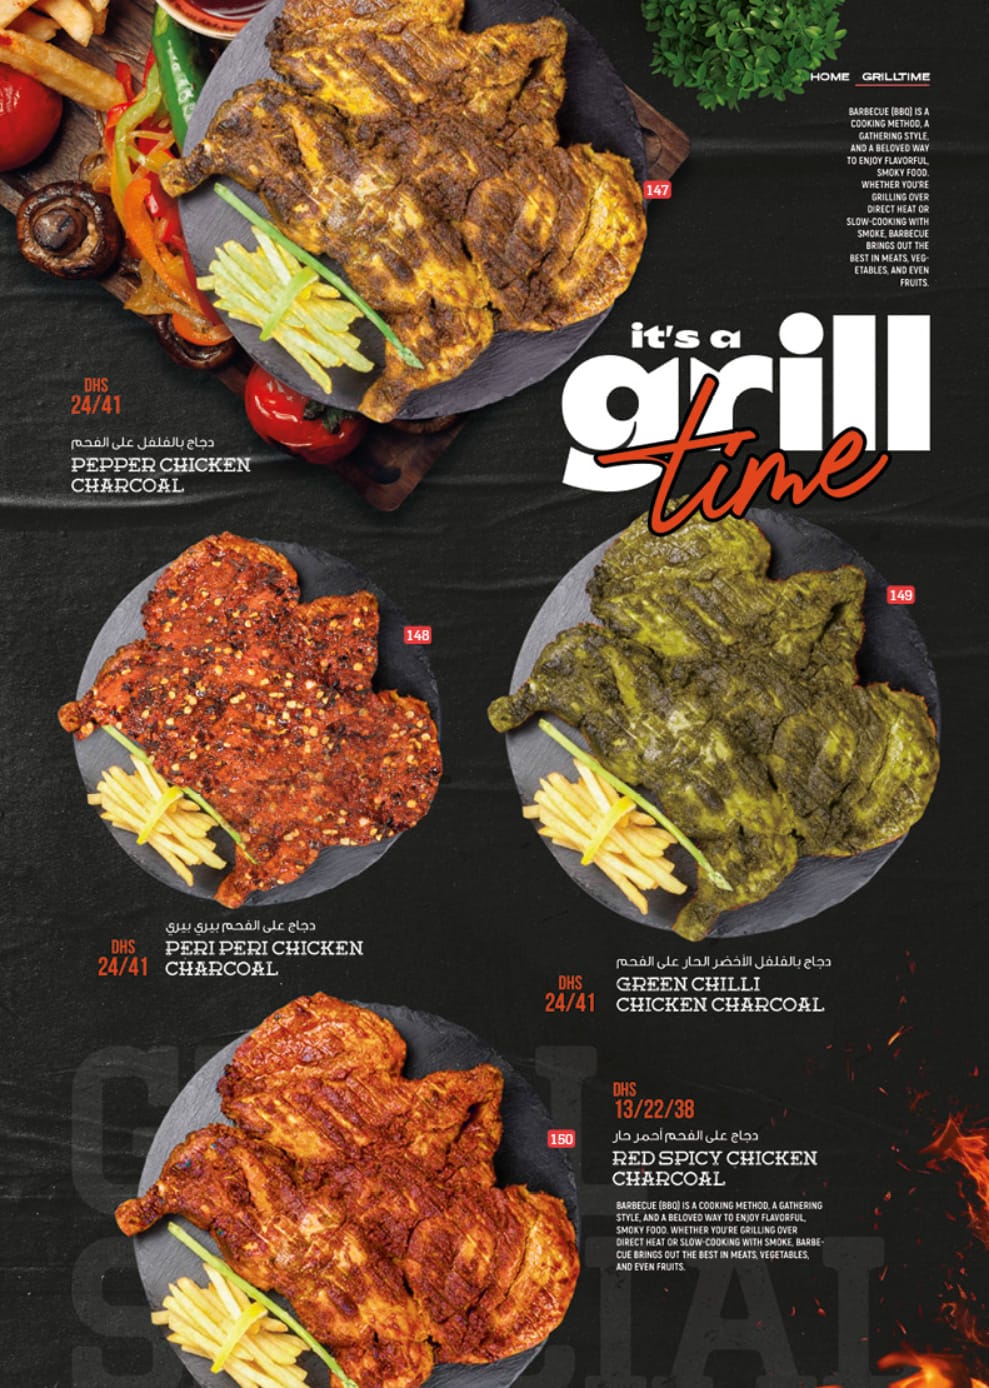 HOME GRILLTIME
BARBECUE (BBQ) IS A
COOKING METHOD, A
GATHERING STYLE,
AND A BELOVED WAY
TO ENJOY FLAVORFUL,
SMOKY FOOD.
WHETHER YOU'RE
GRILLING OVER
DIRECT HEAT OR
SLOW-COOKING WITH
SMOKE, BARBECUE
BRINGS OUT THE
BEST IN MEATS, VEG-
ETABLES, AND EVEN
FRUITS.
147
it's a
grill
time
DHS
24/41
دجاج بالفلفل على الفحم
PEPPER CHICKEN
CHARCOAL
148
149
دجاج على الفحم بيري بيري
DHS
24/41
PERI PERI CHICKEN
CHARCOAL
دجاج بالفلفل الأخضر الحار على الفحم
DHS
24/41
GREEN CHILLI
CHICKEN CHARCOAL
150
DHS
13/22/38
دجاج على الفحم أحمر حار
RED SPICY CHICKEN
CHARCOAL
BARBECUE (BBQ) IS A COOKING METHOD, A GATHERING
STYLE, AND A BELOVED WAY TO ENJOY FLAVORFUL,
SMOKY FOOD. WHETHER YOU'RE GRILLING OVER
DIRECT HEAT OR SLOW-COOKING WITH SMOKE, BARBE-
CUE BRINGS OUT THE BEST IN MEATS, VEGETABLES,
AND EVEN FRUITS.
GRILL
SPECIAL